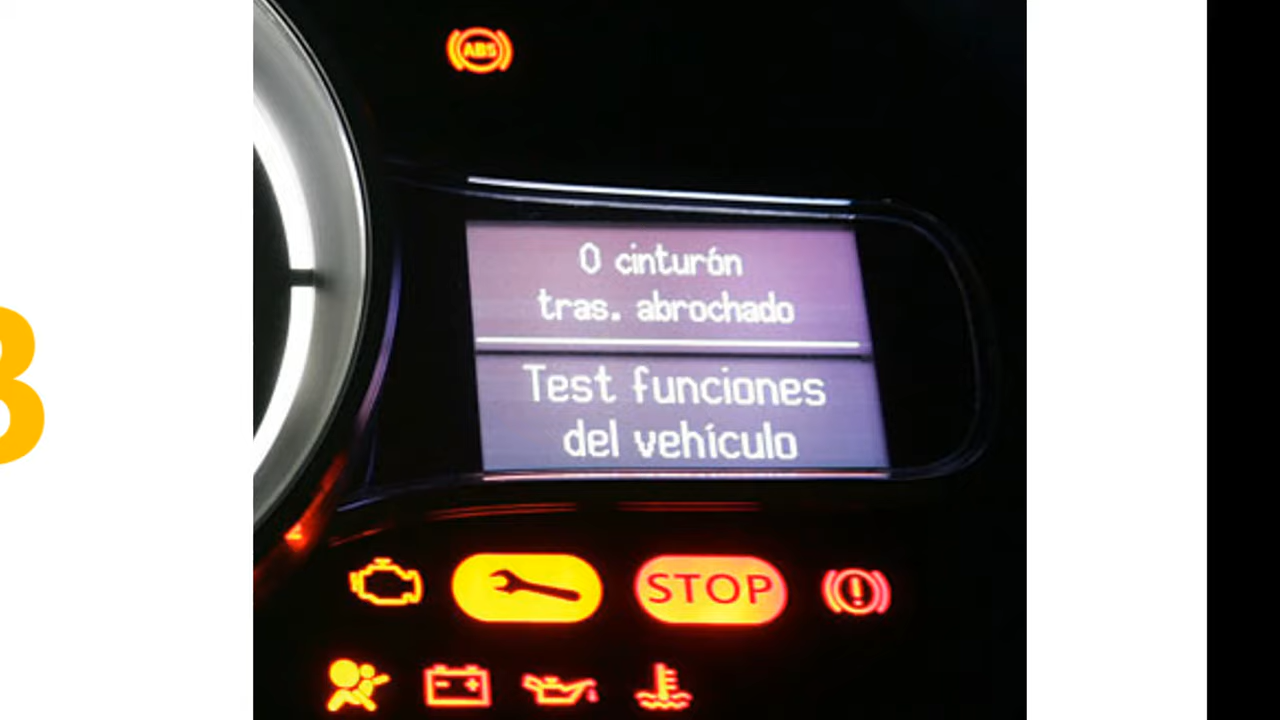 ABS
0 cinturón
tras. abrochado
Test funciones
del vehículo
STOP